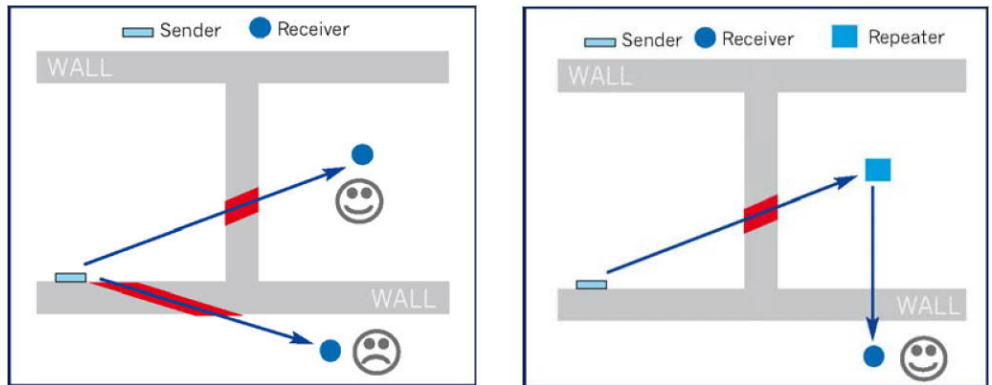 Sender Receiver
WALL
WALL
Sender Receiver Repeater
WALL
WALL